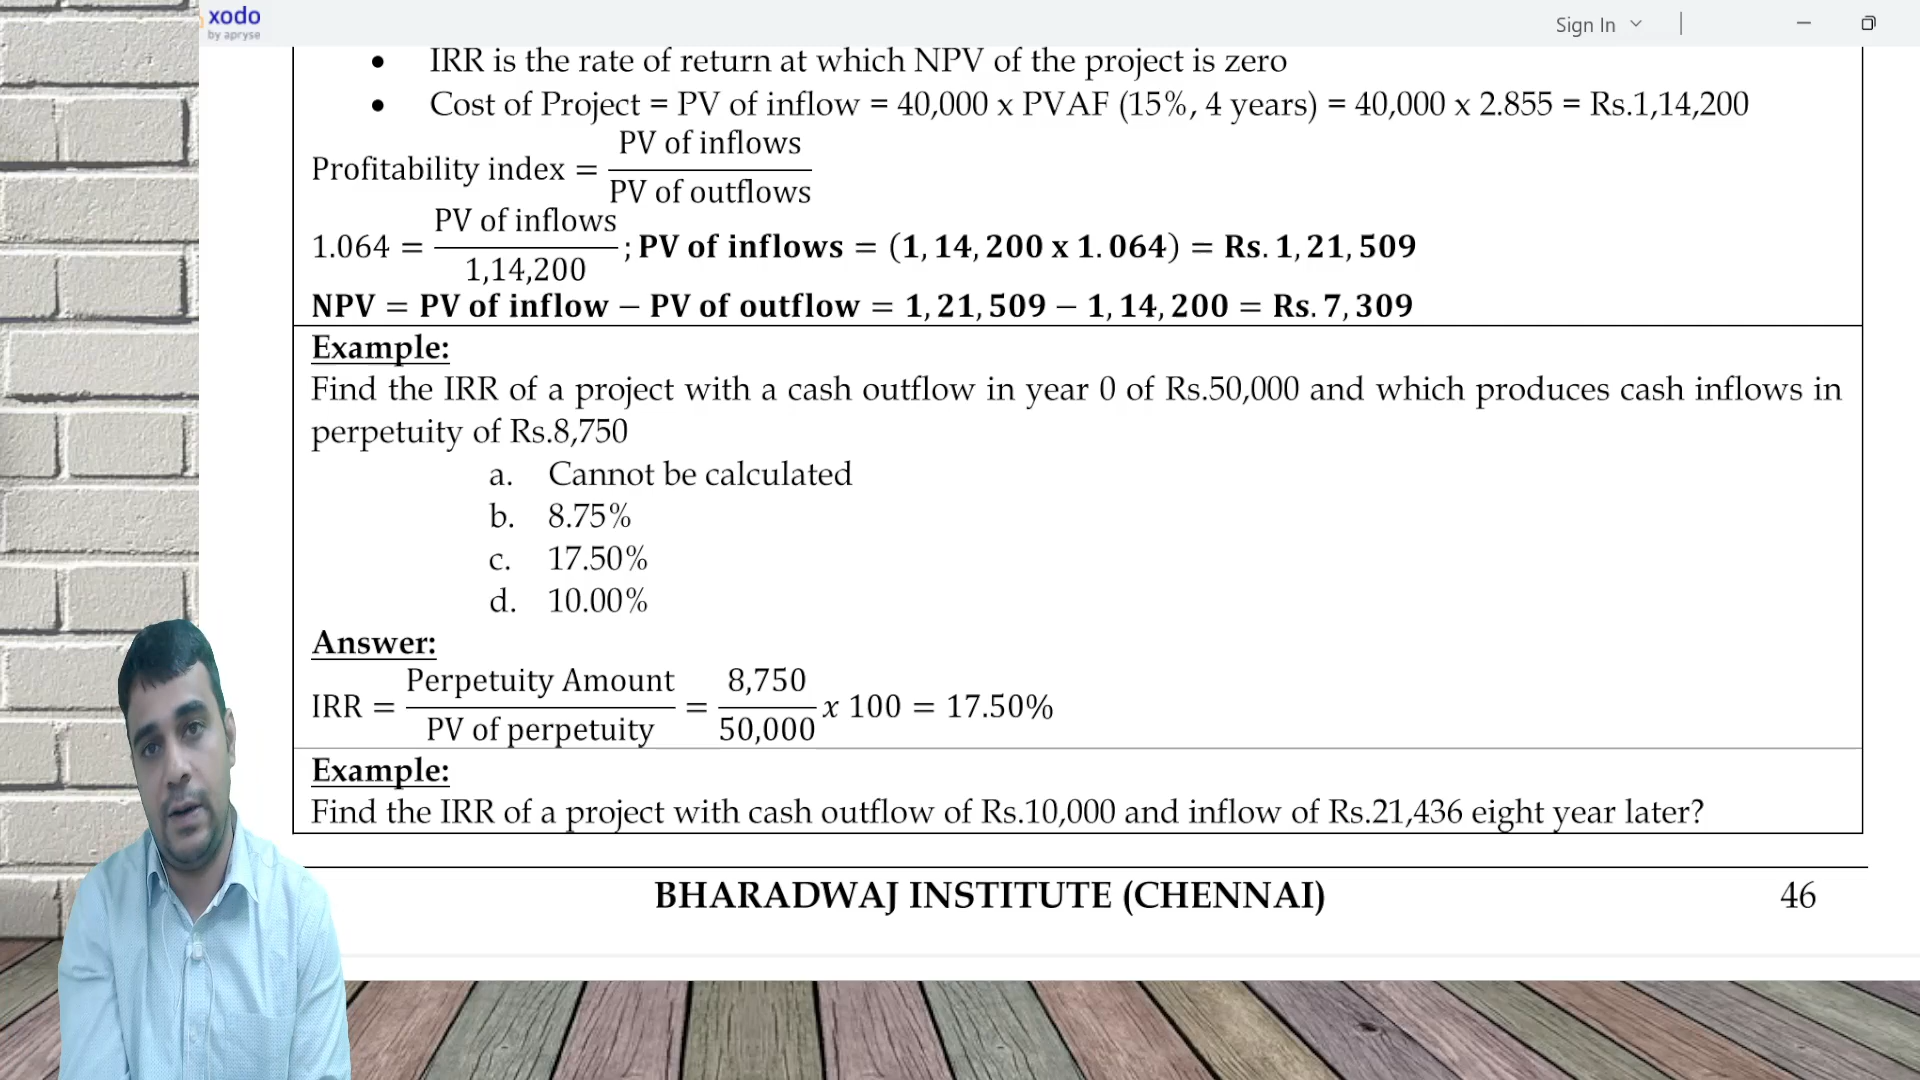 xodo
by apryse
Sign In
• IRR is the rate of return at which NPV of the project is zero
• Cost of Project = PV of inflow = 40,000 x PVAF (15%, 4 years) = 40,000 x 2.855 = Rs.1,14,200
Profitability index = PV of inflows / PV of outflows
1.064 = PV of inflows / 1,14,200 ; PV of inflows = (1,14,200 x 1.064) = Rs. 1,21,509
NPV = PV of inflow − PV of outflow = 1,21,509 − 1,14,200 = Rs. 7,309
Example:
Find the IRR of a project with a cash outflow in year 0 of Rs.50,000 and which produces cash inflows in
perpetuity of Rs.8,750
a. Cannot be calculated
b. 8.75%
c. 17.50%
d. 10.00%
Answer:
IRR = Perpetuity Amount / PV of perpetuity = 8,750 / 50,000 x 100 = 17.50%
Example:
Find the IRR of a project with cash outflow of Rs.10,000 and inflow of Rs.21,436 eight year later?
BHARADWAJ INSTITUTE (CHENNAI) 46